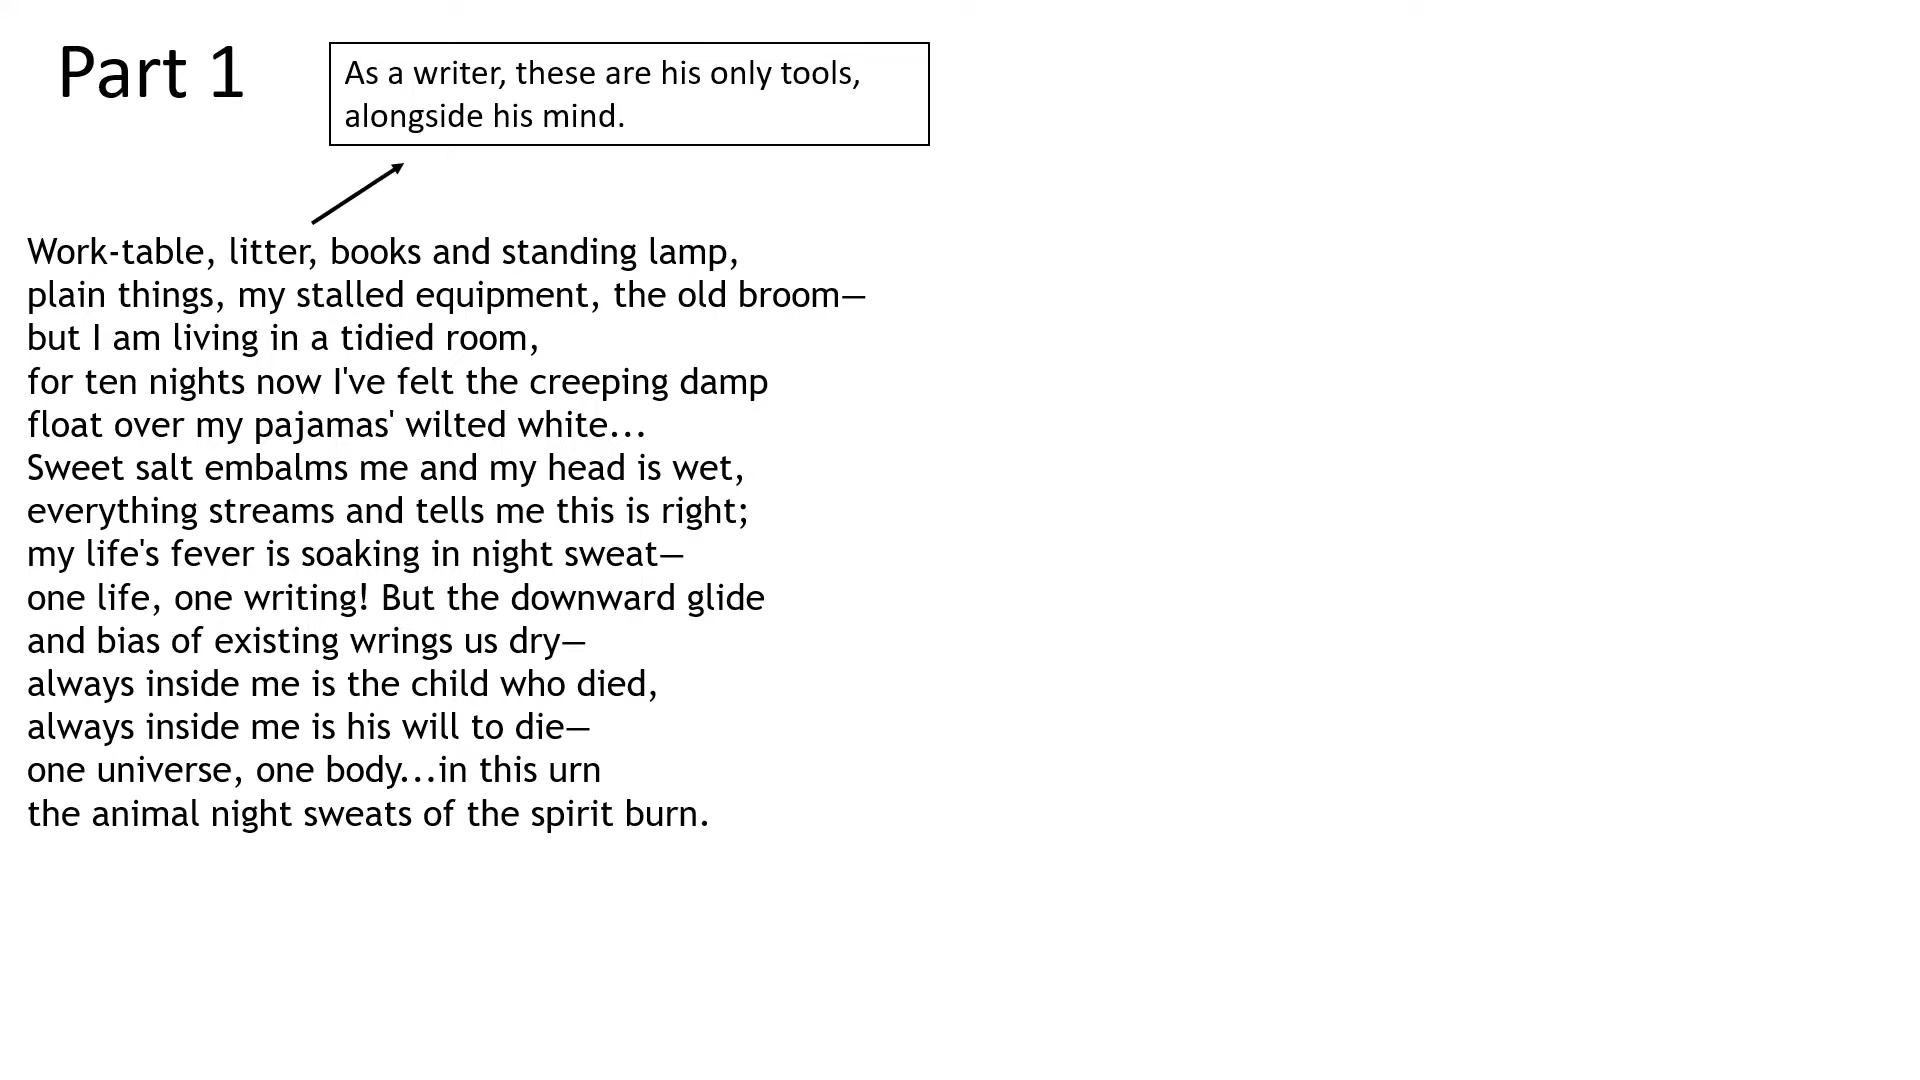 Part 1
As a writer, these are his only tools,
alongside his mind.
Work-table, litter, books and standing lamp,
plain things, my stalled equipment, the old broom—
but I am living in a tidied room,
for ten nights now I've felt the creeping damp
float over my pajamas' wilted white...
Sweet salt embalms me and my head is wet,
everything streams and tells me this is right;
my life's fever is soaking in night sweat—
one life, one writing! But the downward glide
and bias of existing wrings us dry—
always inside me is the child who died,
always inside me is his will to die—
one universe, one body...in this urn
the animal night sweats of the spirit burn.